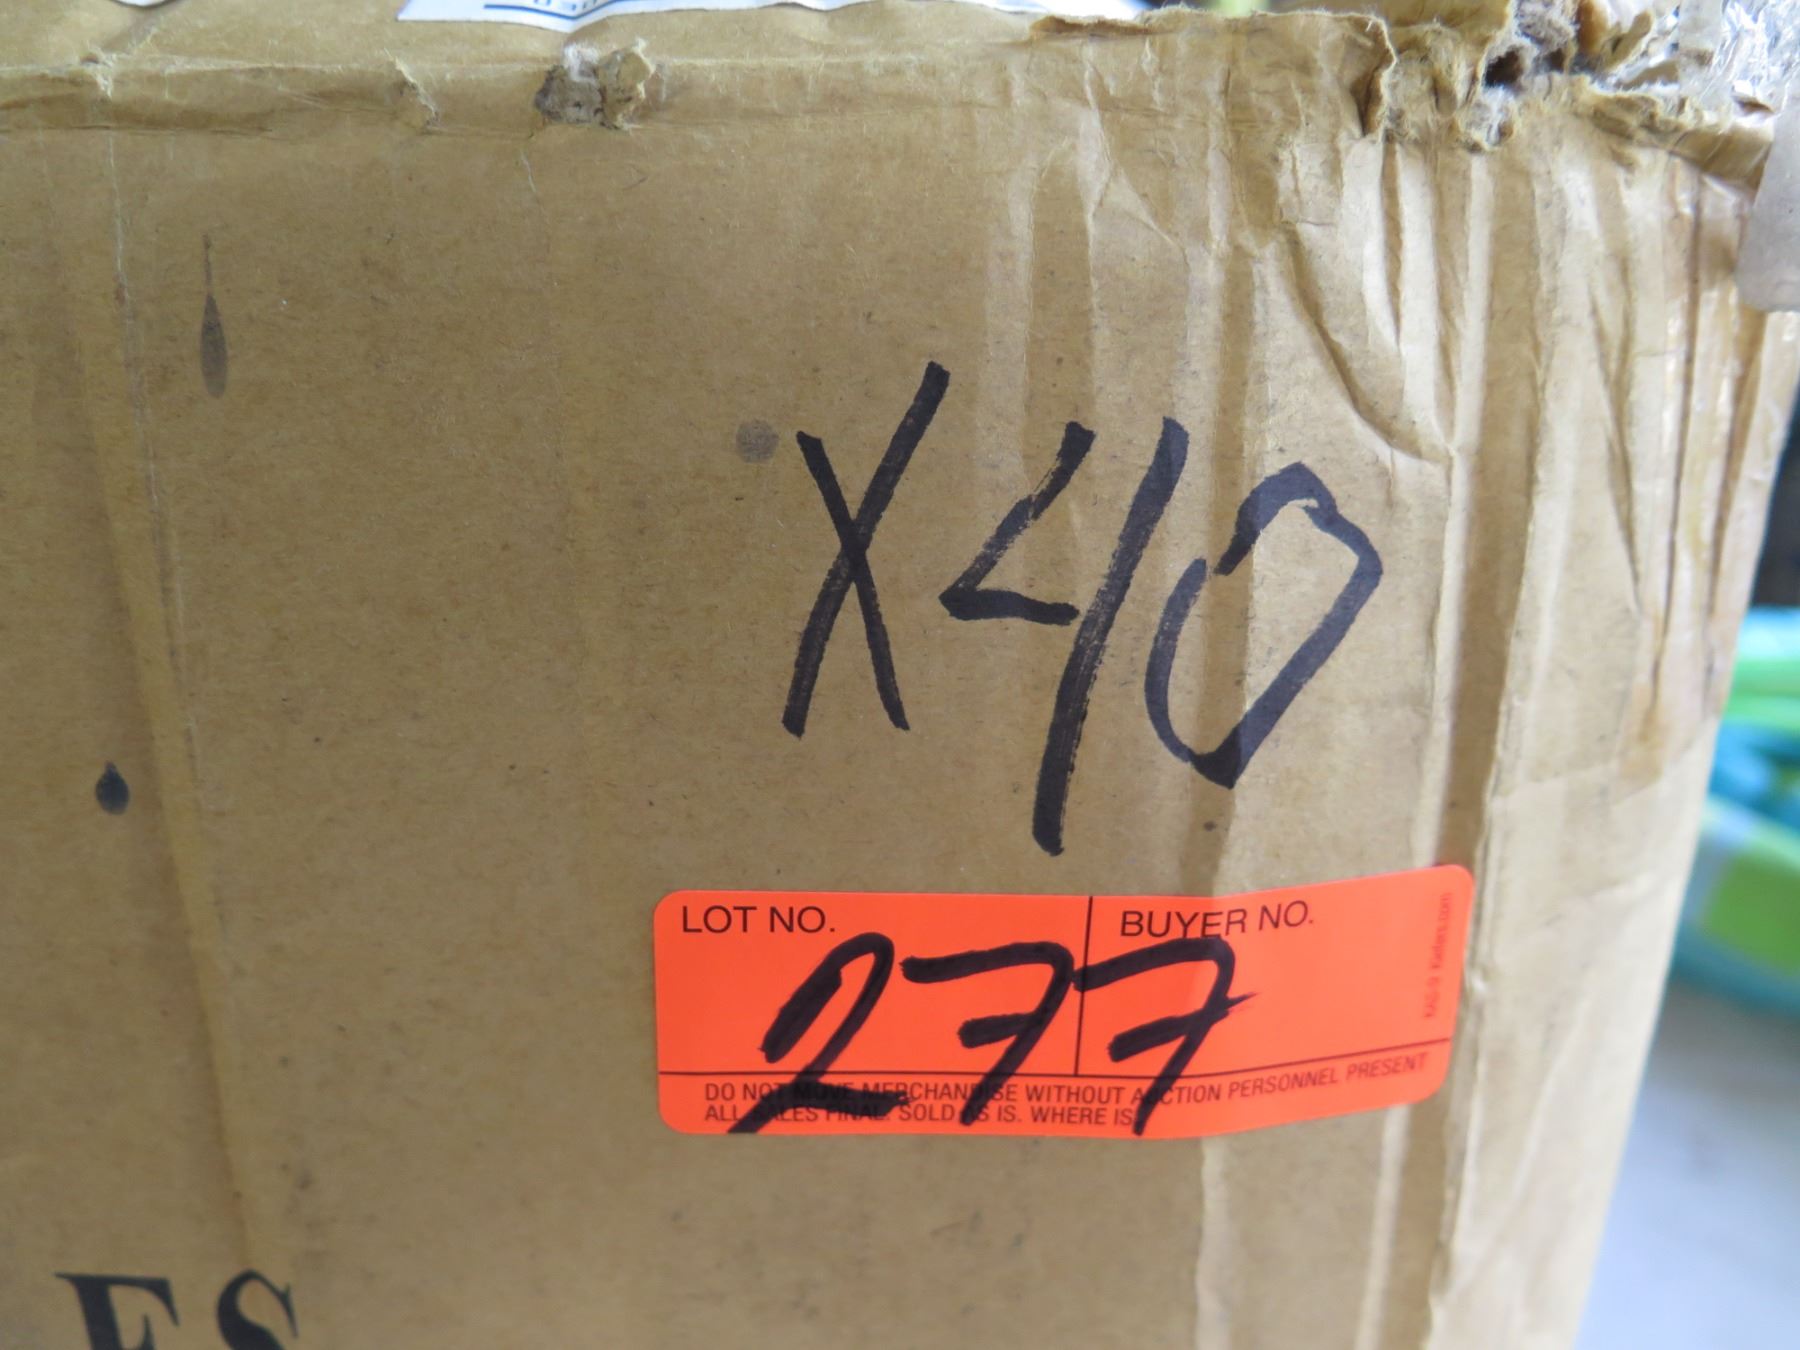 X40
LOT NO. BUYER NO.
277
DO NOT MOVE MERCHANDISE WITHOUT AUCTION PERSONNEL PRESENT
ALL SALES FINAL. SOLD AS IS. WHERE IS
ES